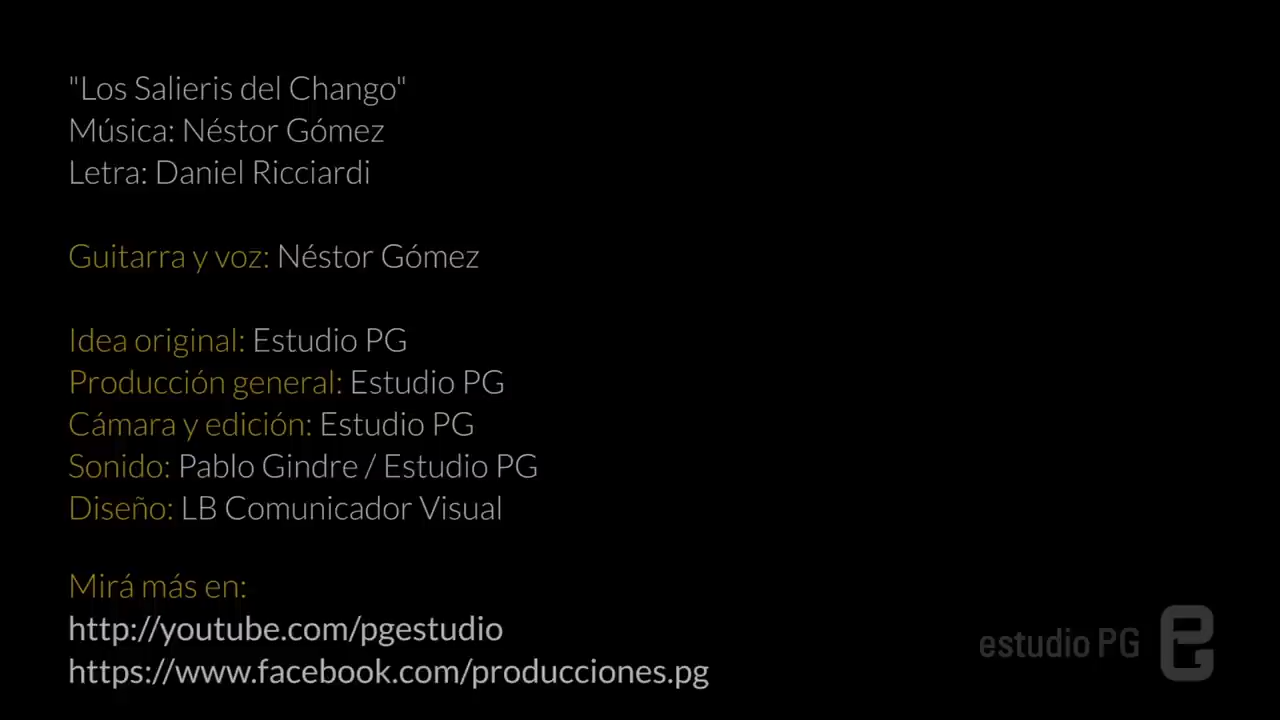 "Los Salieris del Chango"
Música: Néstor Gómez
Letra: Daniel Ricciardi
Guitarra y voz: Néstor Gómez
Idea original: Estudio PG
Producción general: Estudio PG
Cámara y edición: Estudio PG
Sonido: Pablo Gindre / Estudio PG
Diseño: LB Comunicador Visual
Mirá más en:
http://youtube.com/pgestudio
https://www.facebook.com/producciones.pg
estudio PG